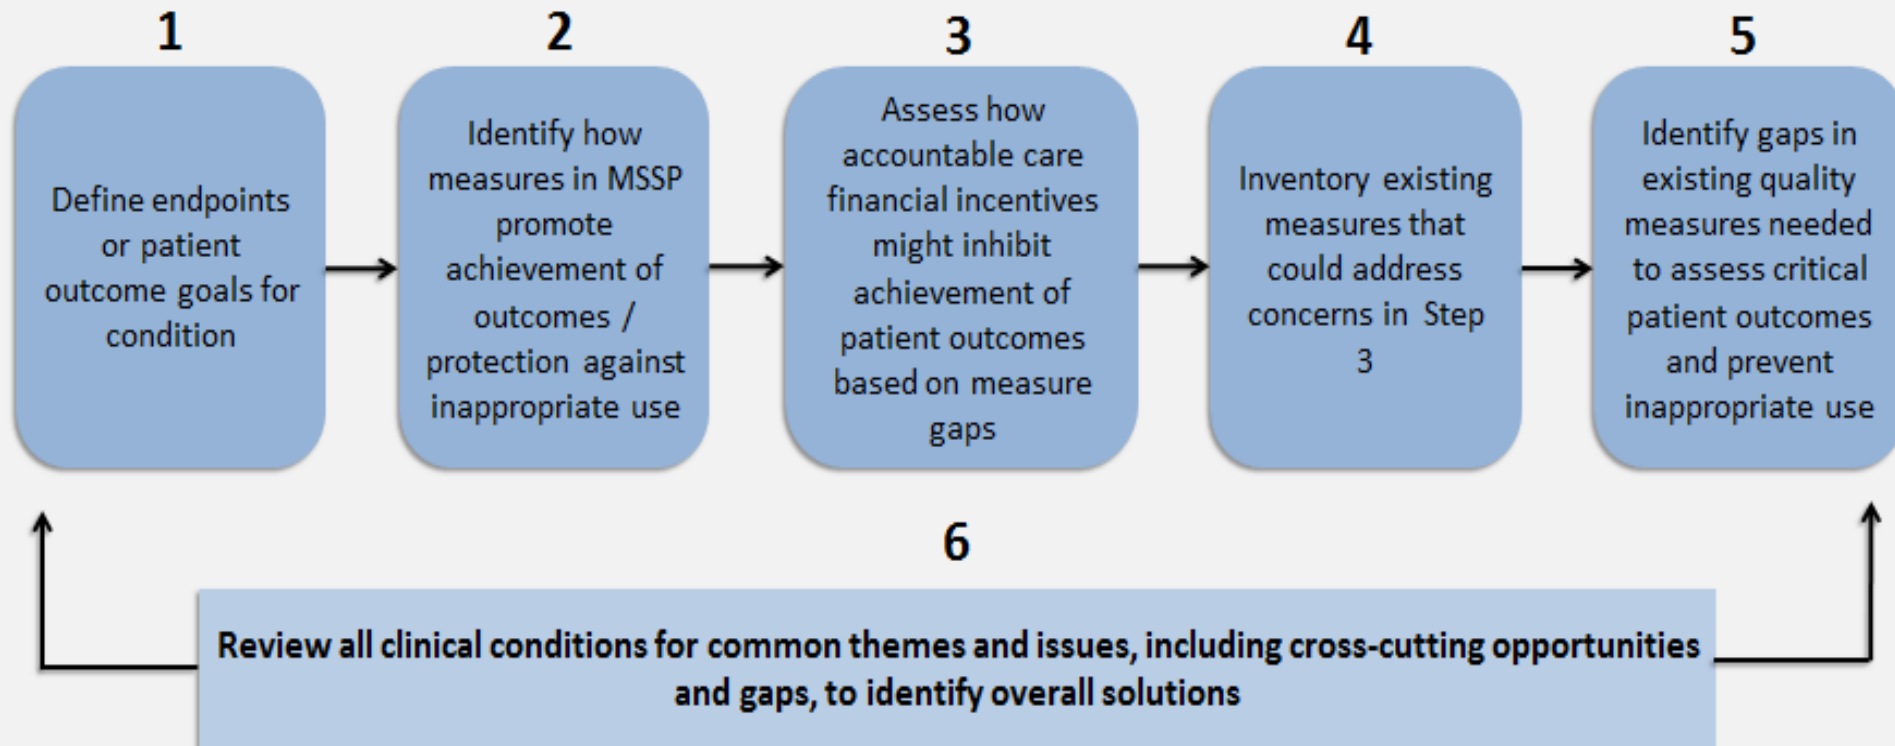 1
Define endpoints
or patient
outcome goals for
condition
2
Identify how
measures in MSSP
promote
achievement of
outcomes /
protection against
inappropriate use
3
Assess how
accountable care
financial incentives
might inhibit
achievement of
patient outcomes
based on measure
gaps
4
Inventory existing
measures that
could address
concerns in Step
3
5
Identify gaps in
existing quality
measures needed
to assess critical
patient outcomes
and prevent
inappropriate use
6
Review all clinical conditions for common themes and issues, including cross-cutting opportunities
and gaps, to identify overall solutions